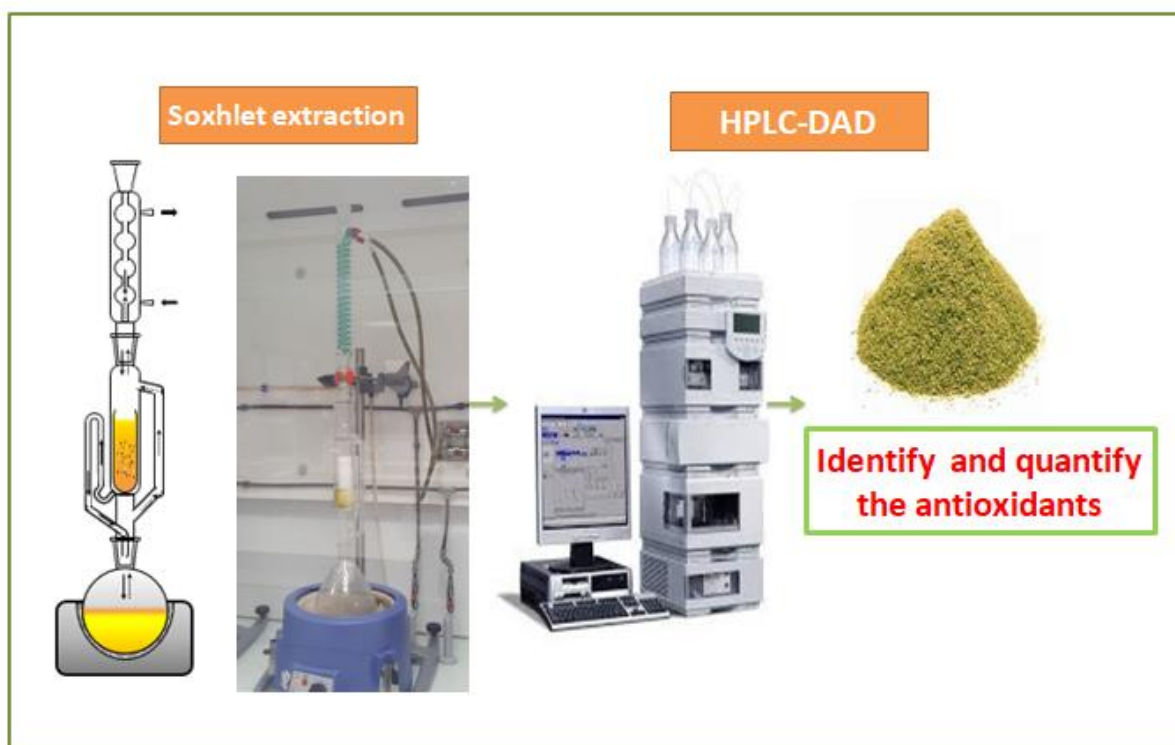 Soxhlet extraction
HPLC-DAD
Identify and quantify
the antioxidants